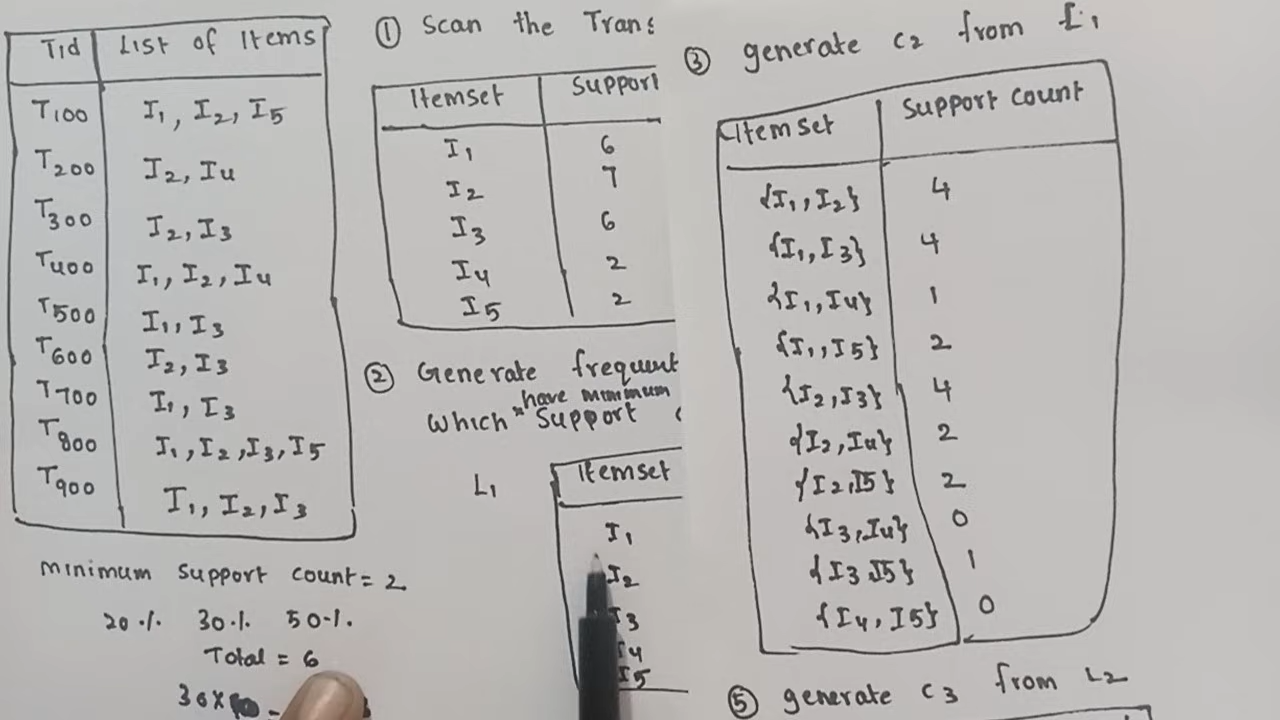 Tid List of Items
T100 I1, I2, I5
T200 I2, I4
T300 I2, I3
T400 I1, I2, I4
T500 I1, I3
T600 I2, I3
T700 I1, I3
T800 I1, I2, I3, I5
T900 I1, I2, I3
minimum support count = 2
20 % 30 % 50 %.
Total = 6
30 x
① Scan the Trans
Itemset Support
I1 6
I2 7
I3 6
I4 2
I5 2
② Generate frequent
have minimum
which support
L1 Itemset
I1
I2
I3
I4
I5
③ generate C2 from L1
Itemset Support Count
{I1, I2} 4
{I1, I3} 4
{I1, I4} 1
{I1, I5} 2
{I2, I3} 4
{I2, I4} 2
{I2, I5} 2
{I3, I4} 0
{I3 I5} 1
{I4, I5} 0
⑤ generate C3 from L2